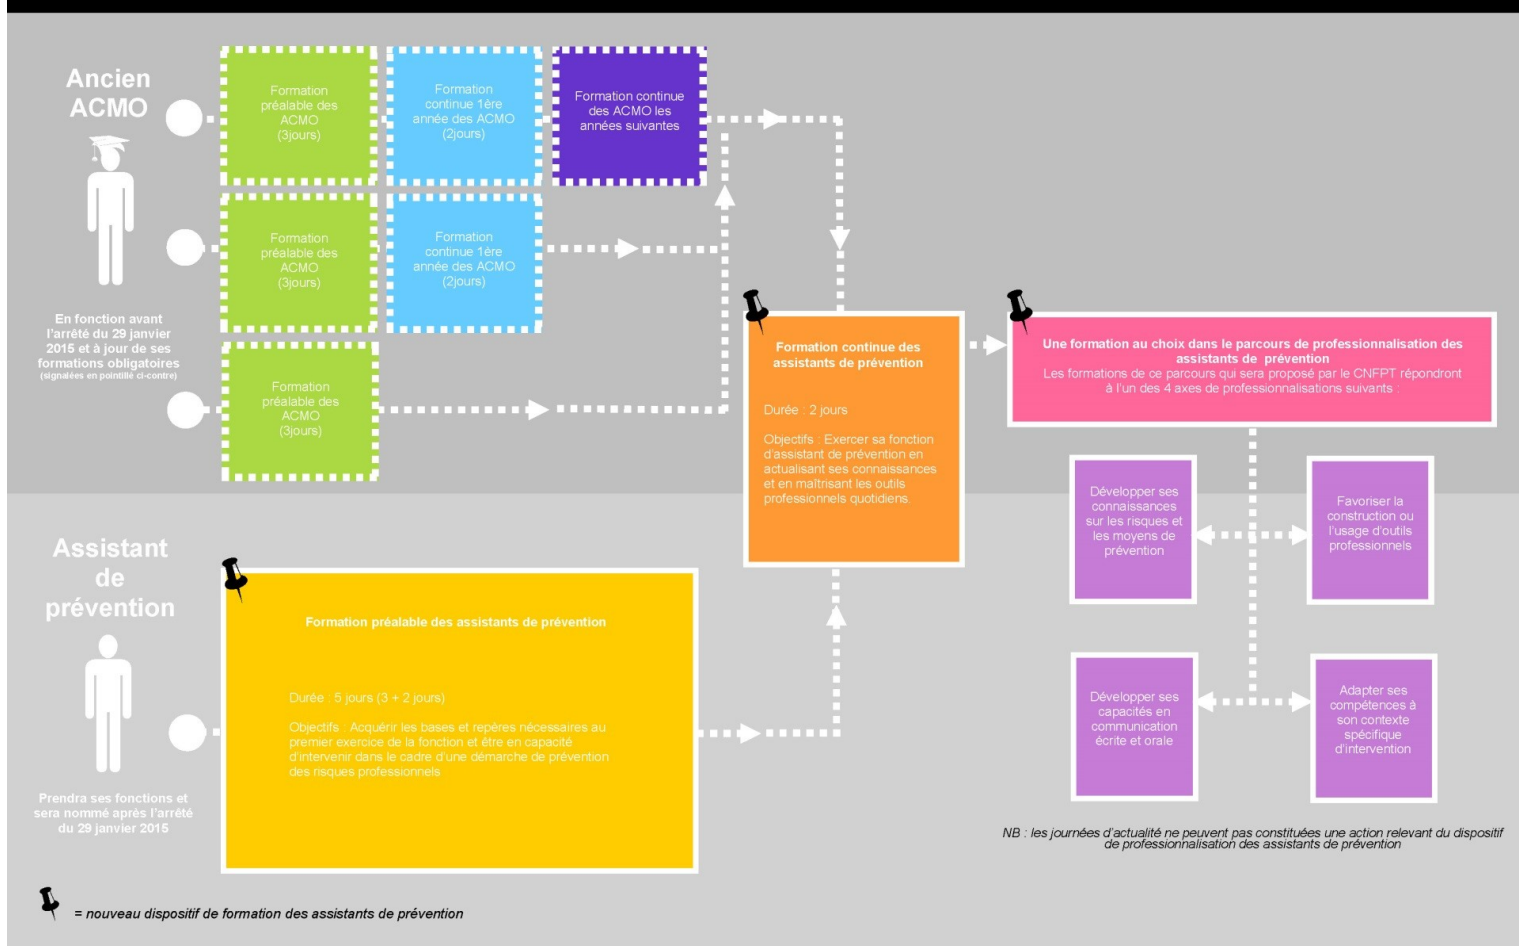 Ancien
ACMO
En fonction avant
l'arrêté du 29 janvier
2015 et à jour de ses
formations obligatoires
(signalées en pointillé ci-contre)
Formation
préalable des
ACMO
(3jours)
Formation
continue 1ère
année des ACMO
(2jours)
Formation continue
des ACMO les
années suivantes
Formation
préalable des
ACMO
(3jours)
Formation
continue 1ère
année des ACMO
(2jours)
Formation
préalable des
ACMO
(3jours)
Assistant
de
prévention
Prendra ses fonctions et
sera nommé après l'arrêté
du 29 janvier 2015
Formation préalable des assistants de prévention
Durée : 5 jours (3 + 2 jours)
Objectifs : Acquérir les bases et repères nécessaires au
premier exercice de la fonction et être en capacité
d'intervenir dans le cadre d'une démarche de prévention
des risques professionnels
Formation continue des
assistants de prévention
Durée : 2 jours
Objectifs : Exercer sa fonction
d'assistant de prévention en
actualisant ses connaissances
et en maîtrisant les outils
professionnels quotidiens.
Une formation au choix dans le parcours de professionnalisation des
assistants de prévention
Les formations de ce parcours qui sera proposé par le CNFPT répondront
à l'un des 4 axes de professionnalisations suivants :
Développer ses
connaissances
sur les risques et
les moyens de
prévention
Favoriser la
construction ou
l'usage d'outils
professionnels
Développer ses
capacités en
communication
écrite et orale
Adapter ses
compétences à
son contexte
spécifique
d'intervention
NB : les journées d'actualité ne peuvent pas constituées une action relevant du dispositif
de professionnalisation des assistants de prévention
= nouveau dispositif de formation des assistants de prévention